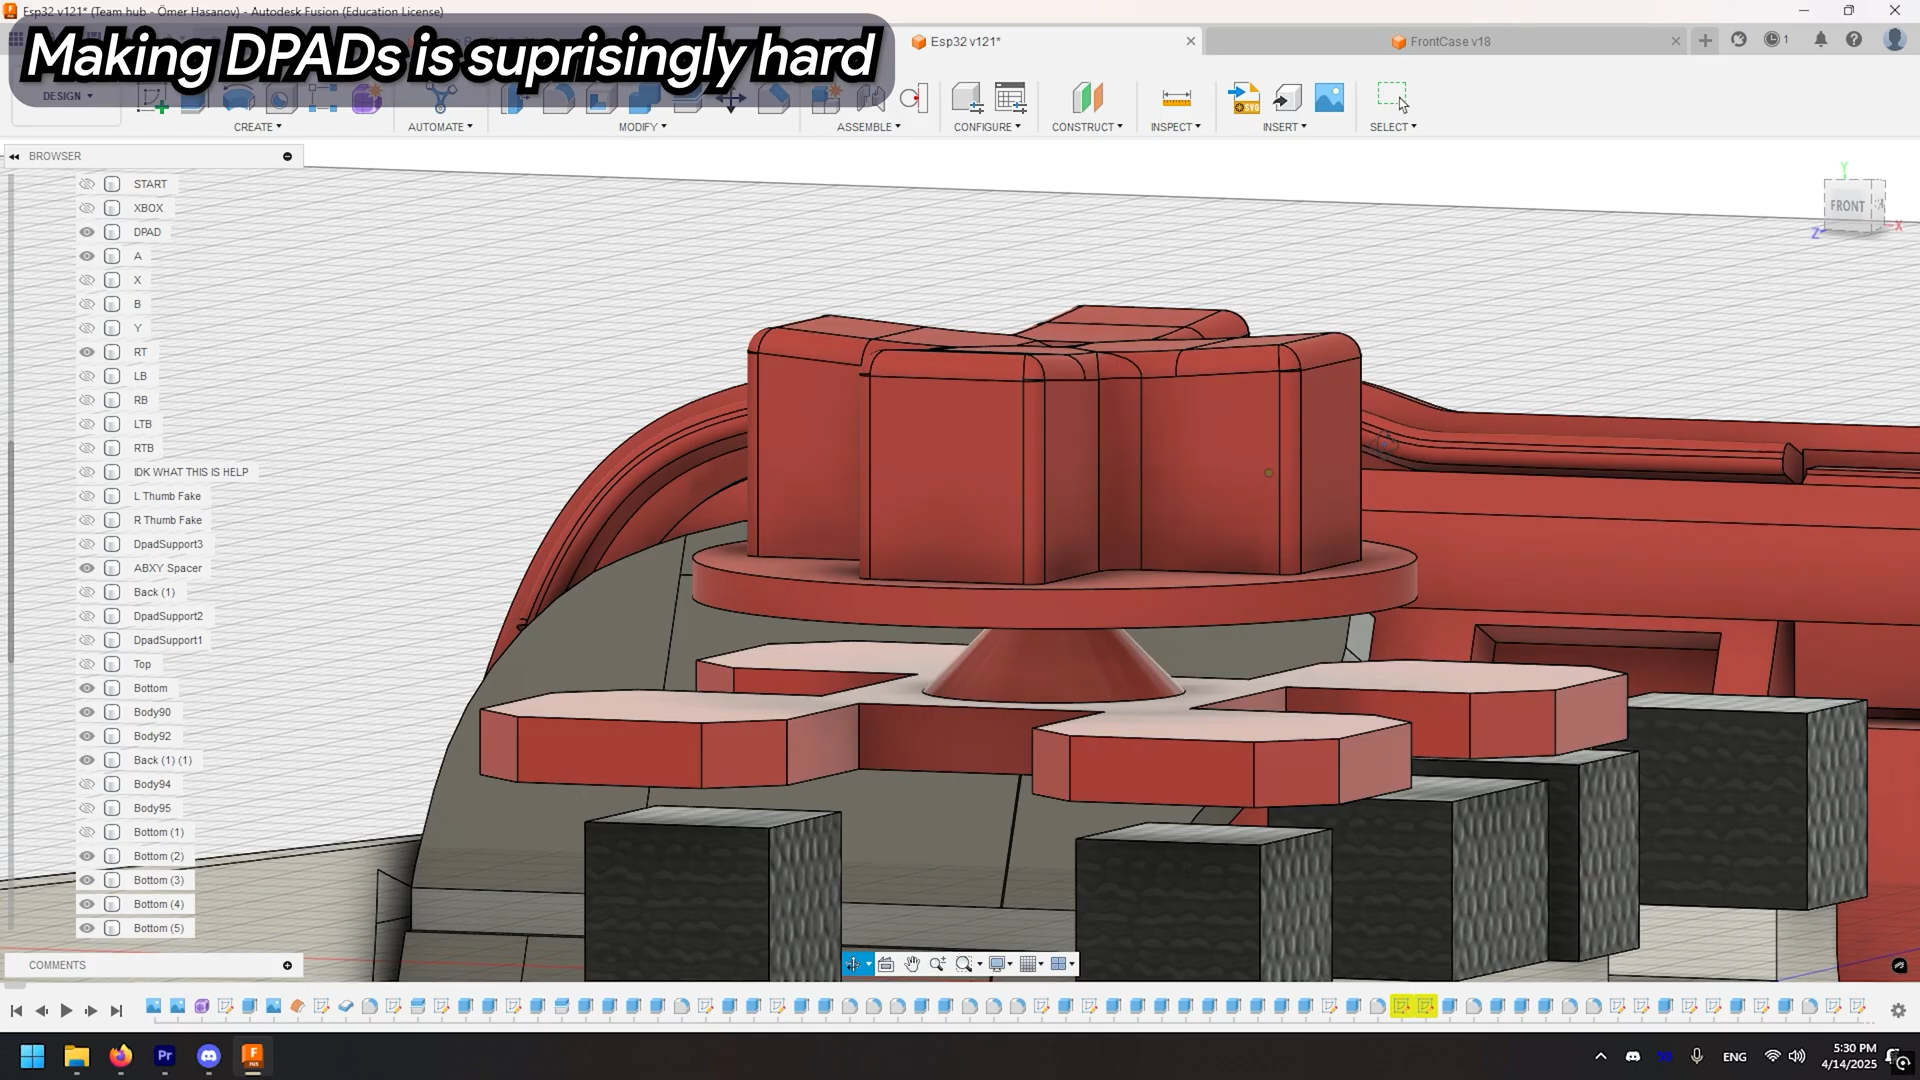 Esp32 v121* (Team hub - Ömer Hasanov) - Autodesk Fusion (Education License)
Making DPADs is suprisingly hard
Esp32 v121*
FrontCase v18
1
DESIGN
CREATE
AUTOMATE
MODIFY
ASSEMBLE
CONFIGURE
CONSTRUCT
INSPECT
INSERT
SELECT
SVG
BROWSER
START
XBOX
DPAD
A
X
B
Y
RT
LB
RB
LTB
RTB
IDK WHAT THIS IS HELP
L Thumb Fake
R Thumb Fake
DpadSupport3
ABXY Spacer
Back (1)
DpadSupport2
DpadSupport1
Top
Bottom
Body90
Body92
Back (1) (1)
Body94
Body95
Bottom (1)
Bottom (2)
Bottom (3)
Bottom (4)
Bottom (5)
Y
FRONT
Z
X
COMMENTS
Pr
FUS
ENG
5:30 PM
4/14/2025